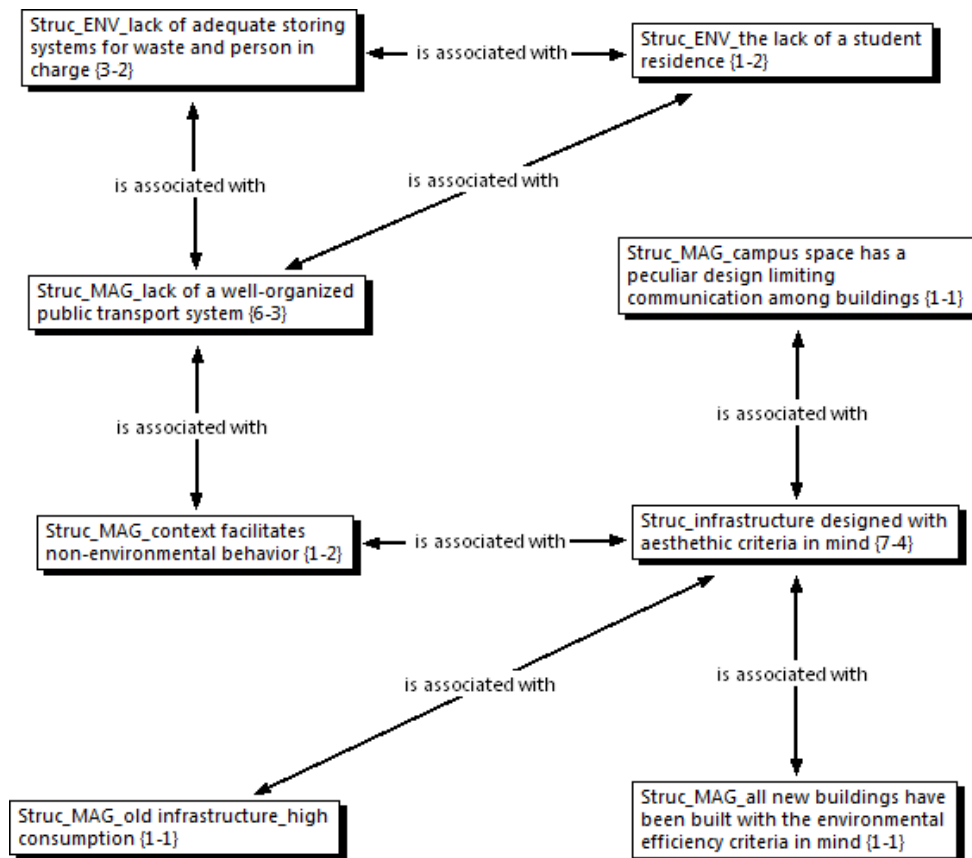 Struc_ENV_lack of adequate storing
systems for waste and person in
charge {3-2}
is associated with
Struc_ENV_the lack of a student
residence {1-2}
is associated with
is associated with
Struc_MAG_lack of a well-organized
public transport system {6-3}
Struc_MAG_campus space has a
peculiar design limiting
communication among buildings {1-1}
is associated with
is associated with
Struc_MAG_context facilitates
non-environmental behavior {1-2}
is associated with
Struc_infrastructure designed with
aesthethic criteria in mind {7-4}
is associated with
is associated with
Struc_MAG_old infrastructure_high
consumption {1-1}
Struc_MAG_all new buildings have
been built with the environmental
efficiency criteria in mind {1-1}